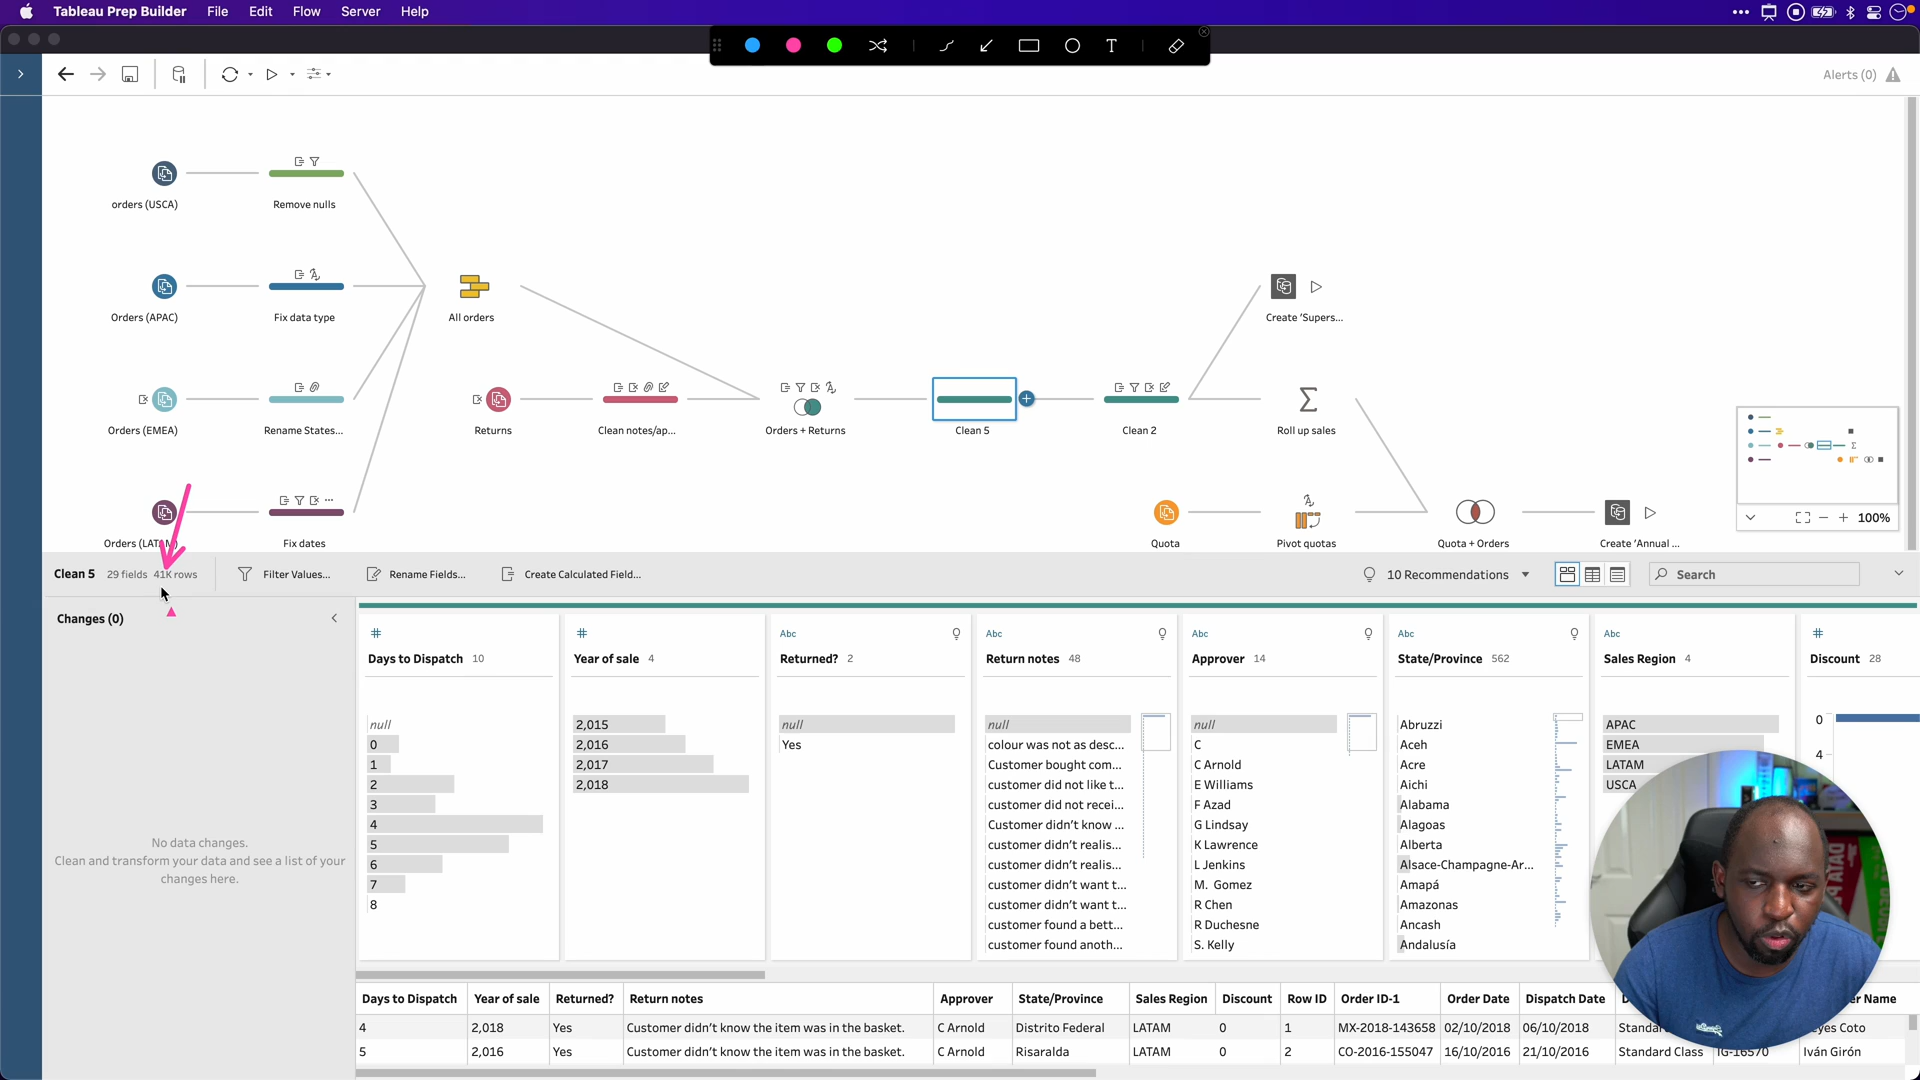 Tableau Prep Builder File Edit Flow Server Help
Alerts (0)
orders (USCA) Remove nulls
Orders (APAC) Fix data type All orders Create ‘Supers...
Orders (EMEA) Rename States... Returns Clean notes/ap... Orders + Returns Clean 5 Clean 2 Roll up sales
Fix dates Quota Pivot quotas Quota + Orders Create ‘Annual ...
100%
Clean 5 29 fields 41K rows Filter Values... Rename Fields... Create Calculated Field... 10 Recommendations Search
Changes (0)
No data changes.
Clean and transform your data and see a list of your
changes here.
# # Abc Abc Abc Abc Abc #
Days to Dispatch 10 Year of sale 4 Returned? 2 Return notes 48 Approver 14 State/Province 562 Sales Region 4 Discount 28
null 2,015 null null null Abruzzi APAC 0
0 2,016 Yes colour was not as desc... C Aceh EMEA
1 2,017 Customer bought com... C Arnold Acre LATAM 4
2 2,018 customer did not like t... E Williams Aichi USCA
3 customer did not recei... F Azad Alabama
4 Customer didn’t know ... G Lindsay Alagoas
5 customer didn’t realis... K Lawrence Alberta
6 customer didn’t realis... L Jenkins Alsace-Champagne-Ar...
7 customer didn’t want t... M. Gomez Amapá
8 customer didn’t want t... R Chen Amazonas
customer found a bett... R Duchesne Ancash
customer found anoth... S. Kelly Andalusía
Days to Dispatch Year of sale Returned? Return notes Approver State/Province Sales Region Discount Row ID Order ID-1 Order Date Dispatch Date Name
4 2,018 Yes Customer didn’t know the item was in the basket. C Arnold Distrito Federal LATAM 0 1 MX-2018-143658 02/10/2018 06/10/2018 Coto
5 2,016 Yes Customer didn’t know the item was in the basket. C Arnold Risaralda LATAM 0 2 CO-2016-155047 16/10/2016 21/10/2016 Standard Class Iván Girón